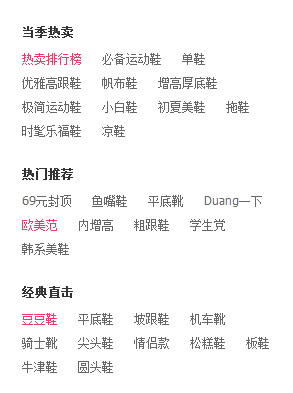 当季热卖
热卖排行榜 必备运动鞋 单鞋
优雅高跟鞋 帆布鞋 增高厚底鞋
极简运动鞋 小白鞋 初夏美鞋 拖鞋
时髦乐福鞋 凉鞋
热门推荐
69元封顶 鱼嘴鞋 平底靴 Duang一下
欧美范 内增高 粗跟鞋 学生党
韩系美鞋
经典直击
豆豆鞋 平底鞋 坡跟鞋 机车靴
骑士靴 尖头鞋 情侣款 松糕鞋 板鞋
牛津鞋 圆头鞋